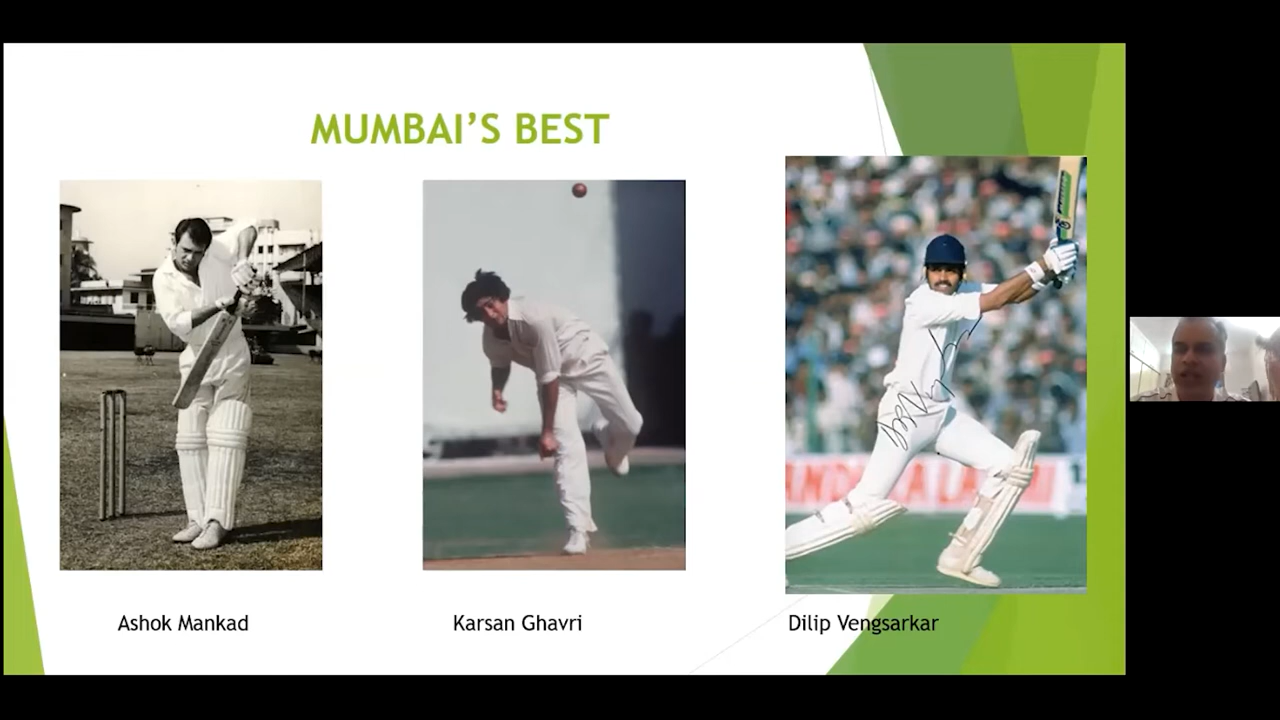 MUMBAI'S BEST
Ashok Mankad
Karsan Ghavri
Dilip Vengsarkar